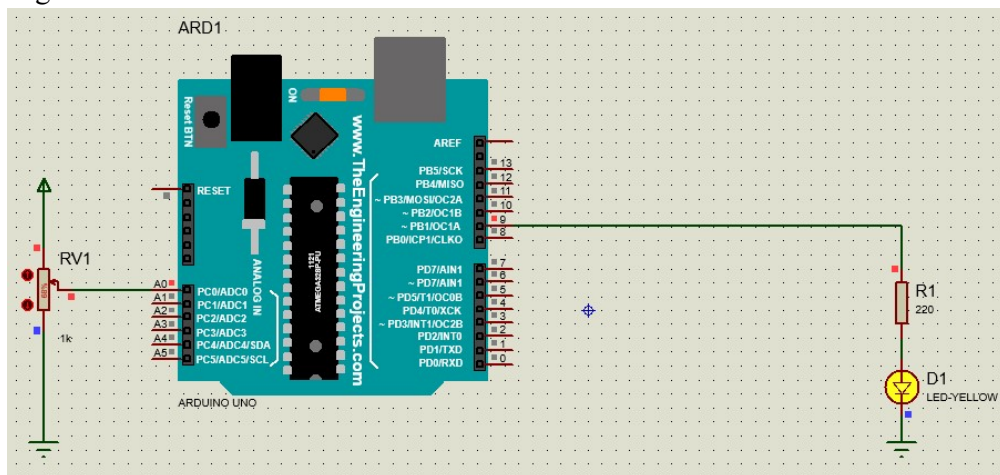 ARD1
ON
Reset BTN
www.TheEngineeringProjects.com
AREF
RESET
13
PB5/SCK
12
PB4/MISO
11
~ PB3/MOSI/OC2A
10
~ PB2/OC1B
9
~ PB1/OC1A
8
PB0/ICP1/CLKO
RV1
1k
ANALOG IN
1121
ATMEGA328P-PU
A0
PC0/ADC0
A1
PC1/ADC1
A2
PC2/ADC2
A3
PC3/ADC3
A4
PC4/ADC4/SDA
A5
PC5/ADC5/SCL
7
PD7/AIN1
6
~ PD7/AIN1
5
~ PD5/T1/OC0B
4
PD4/T0/XCK
3
~ PD3/INT1/OC2B
2
PD2/INT0
1
PD1/TXD
0
PD0/RXD
R1
220
D1
LED-YELLOW
ARDUINO UNO